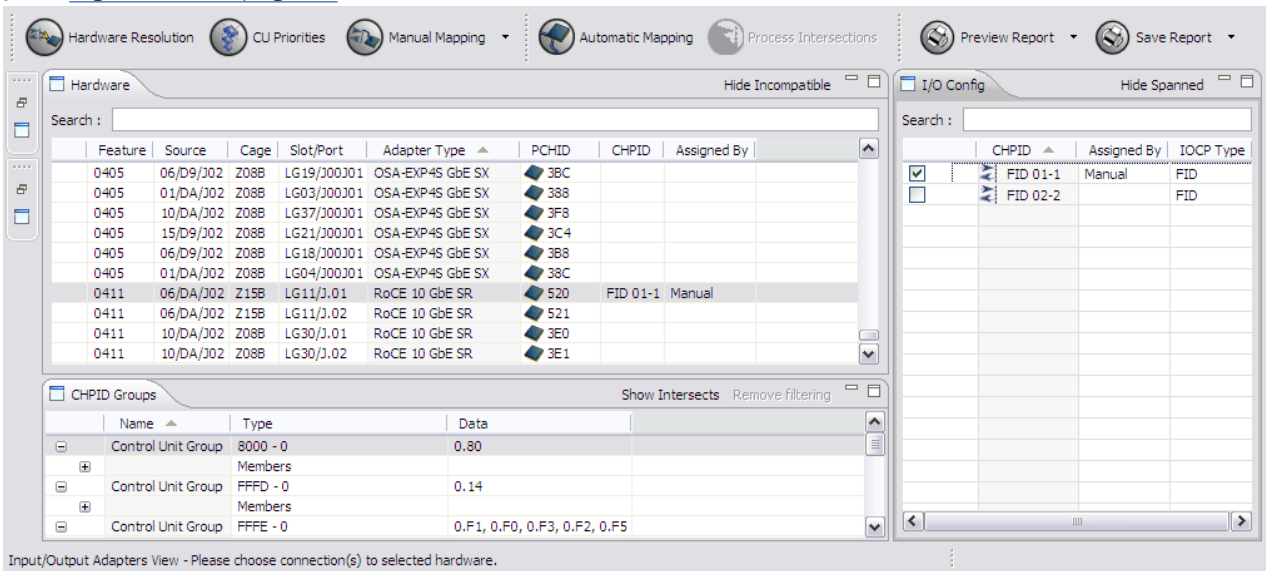 Hardware Resolution CU Priorities Manual Mapping Automatic Mapping Process Intersections Preview Report Save Report
Hardware Hide Incompatible
Search :
Feature Source Cage Slot/Port Adapter Type PCHID CHPID Assigned By
0405 06/D9/J02 Z08B LG19/J00J01 OSA-EXP4S GbE SX 3BC
0405 01/DA/J02 Z08B LG03/J00J01 OSA-EXP4S GbE SX 388
0405 10/DA/J02 Z08B LG37/J00J01 OSA-EXP4S GbE SX 3F8
0405 15/D9/J02 Z08B LG21/J00J01 OSA-EXP4S GbE SX 3C4
0405 06/D9/J02 Z08B LG18/J00J01 OSA-EXP4S GbE SX 3B8
0405 01/DA/J02 Z08B LG04/J00J01 OSA-EXP4S GbE SX 38C
0411 06/DA/J02 Z15B LG11/J.01 RoCE 10 GbE SR 520 FID 01-1 Manual
0411 06/DA/J02 Z15B LG11/J.02 RoCE 10 GbE SR 521
0411 10/DA/J02 Z08B LG30/J.01 RoCE 10 GbE SR 3E0
0411 10/DA/J02 Z08B LG30/J.02 RoCE 10 GbE SR 3E1
I/O Config Hide Spanned
Search :
CHPID Assigned By IOCP Type
FID 01-1 Manual FID
FID 02-2 FID
CHPID Groups Show Intersects Remove filtering
Name Type Data
Control Unit Group 8000 - 0 0.80
Members
Control Unit Group FFFD - 0 0.14
Members
Control Unit Group FFFE - 0 0.F1, 0.F0, 0.F3, 0.F2, 0.F5
Input/Output Adapters View - Please choose connection(s) to selected hardware.